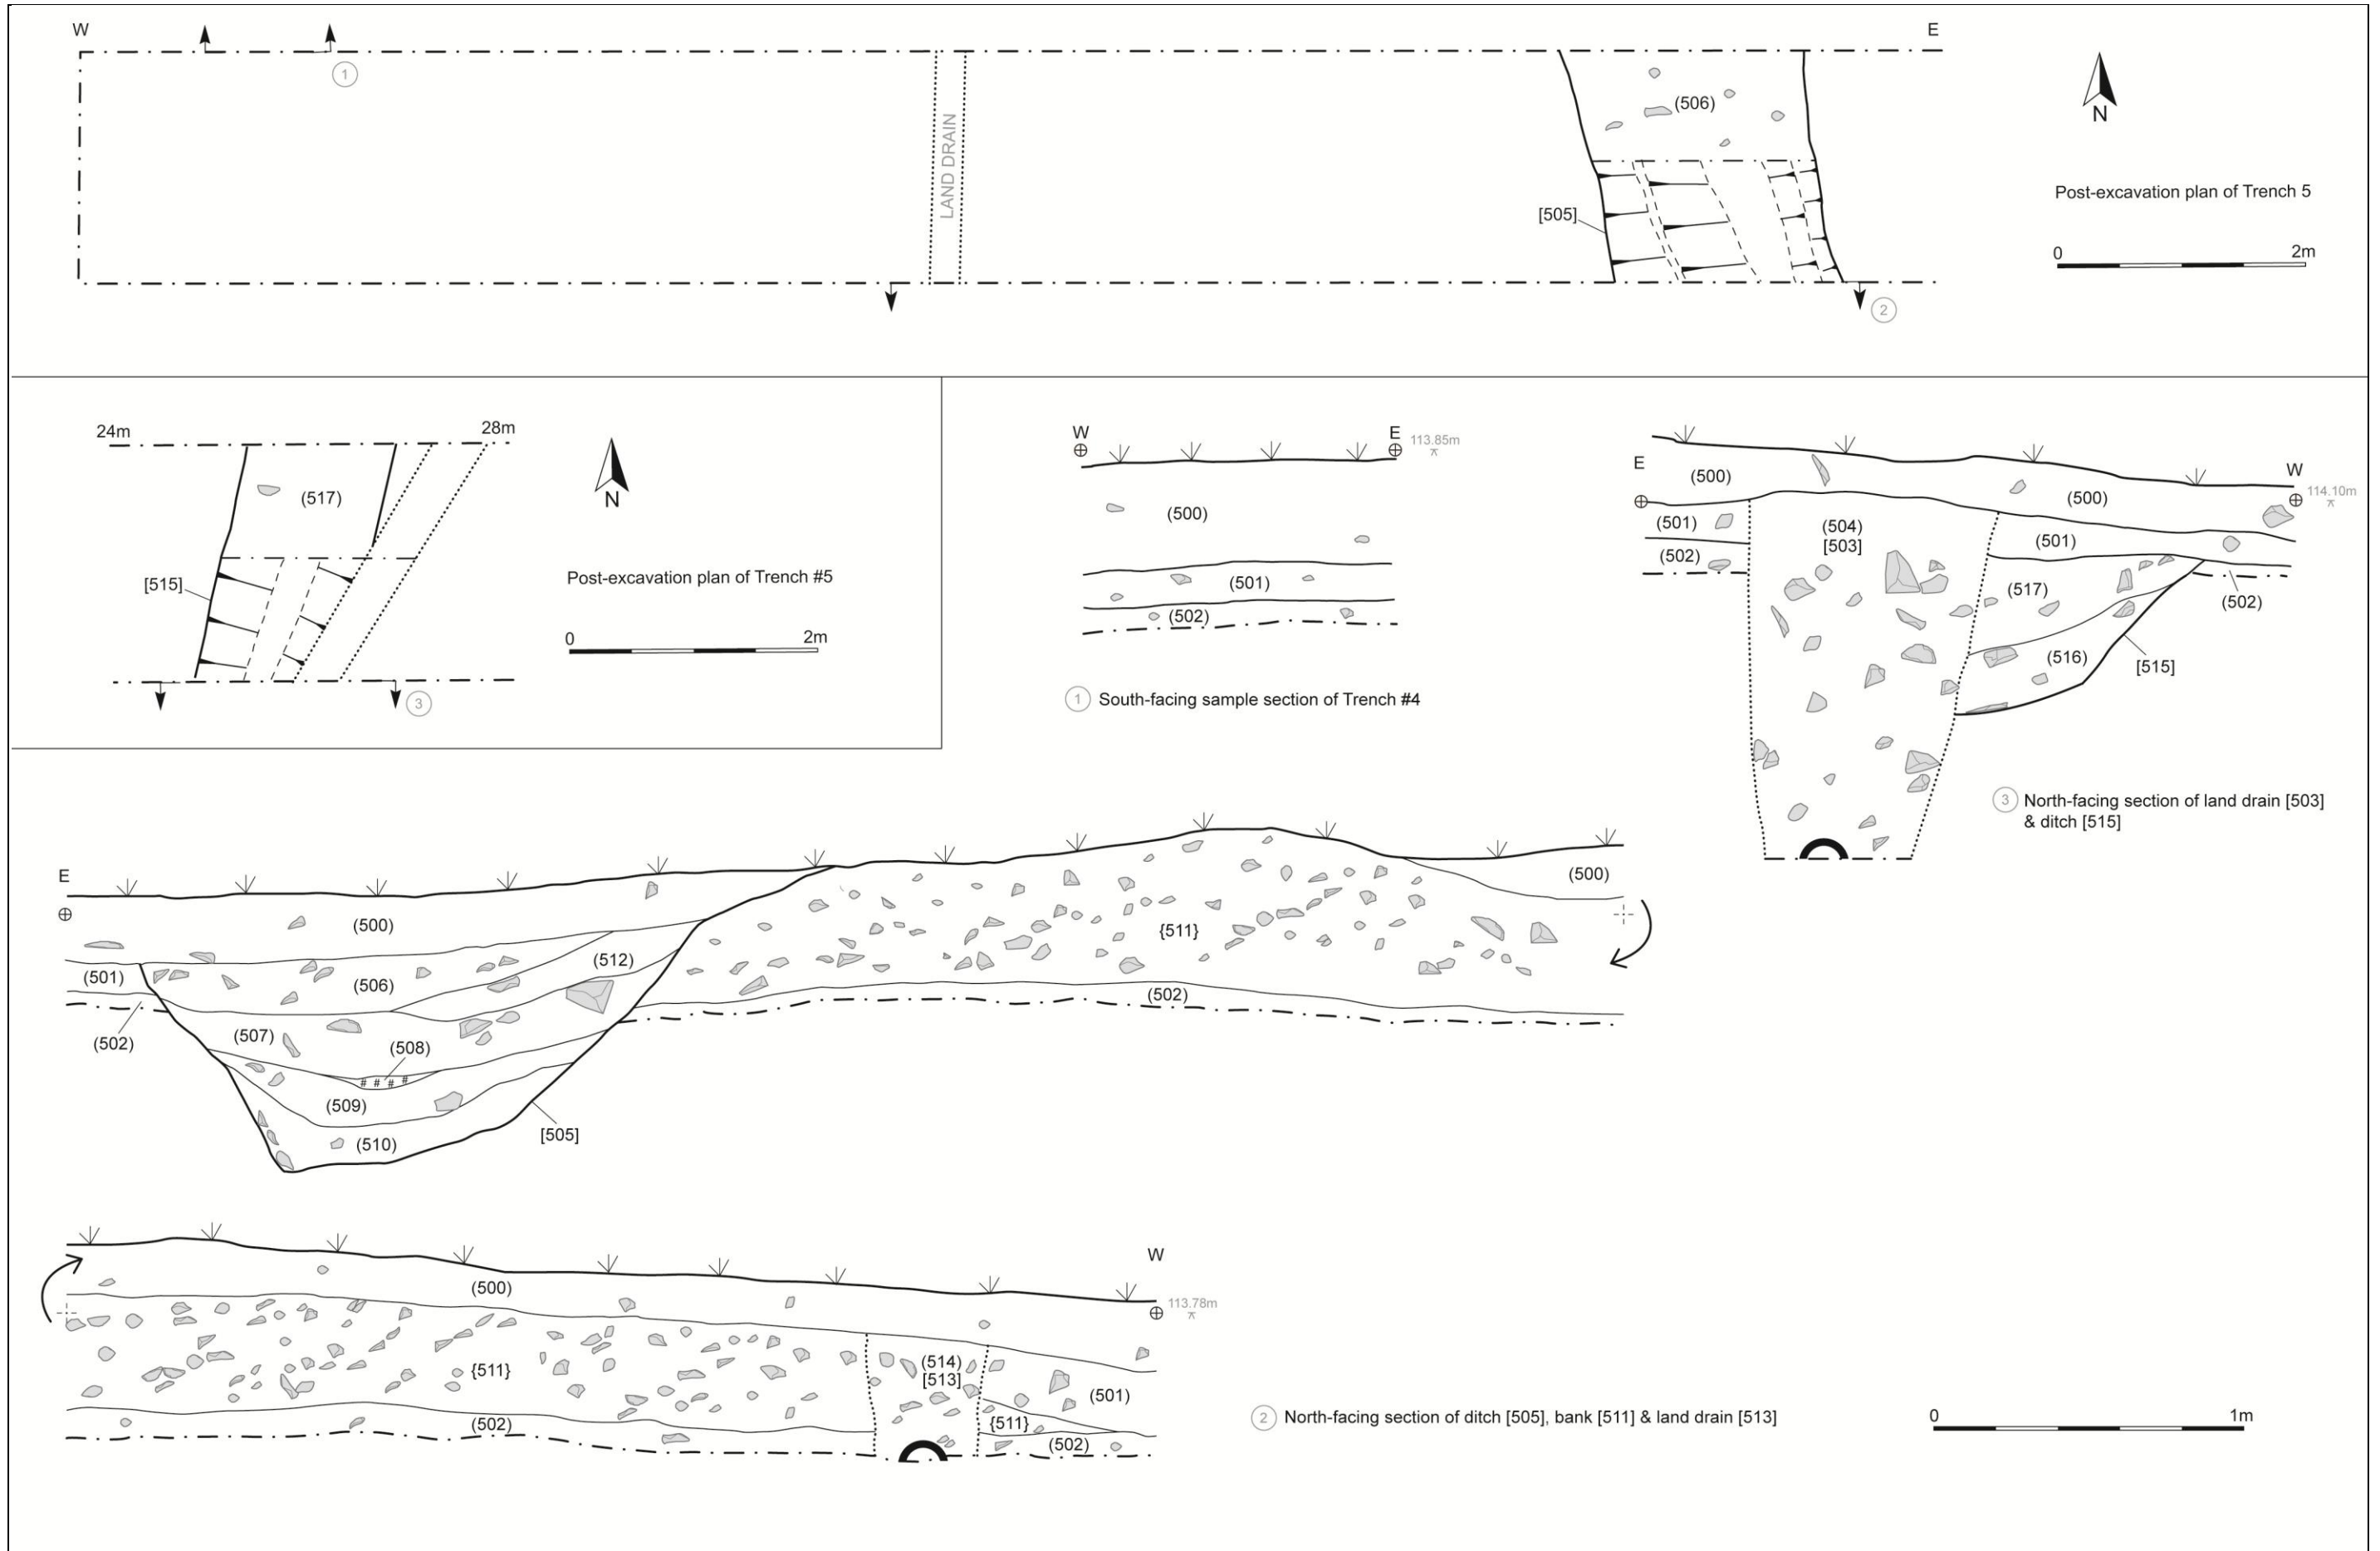 W
E
1
(506)
N
LAND DRAIN
Post-excavation plan of Trench 5
[505]
0
2m
2
24m
28m
(517)
N
[515]
Post-excavation plan of Trench #5
0
2m
3
W
E
113.85m
(500)
(501)
(502)
1 South-facing sample section of Trench #4
E
W
114.10m
(500)
(500)
(501)
(504)
[503]
(501)
(502)
(517)
(502)
(516)
[515]
3 North-facing section of land drain [503]
& ditch [515]
E
(500)
(500)
{511}
(501)
(512)
(506)
(502)
(507)
(502)
(508)
(509)
(510)
[505]
W
(500)
113.78m
(514)
[513]
{511}
(501)
(502)
{511}
(502)
2 North-facing section of ditch [505], bank [511] & land drain [513]
0
1m
# # # #